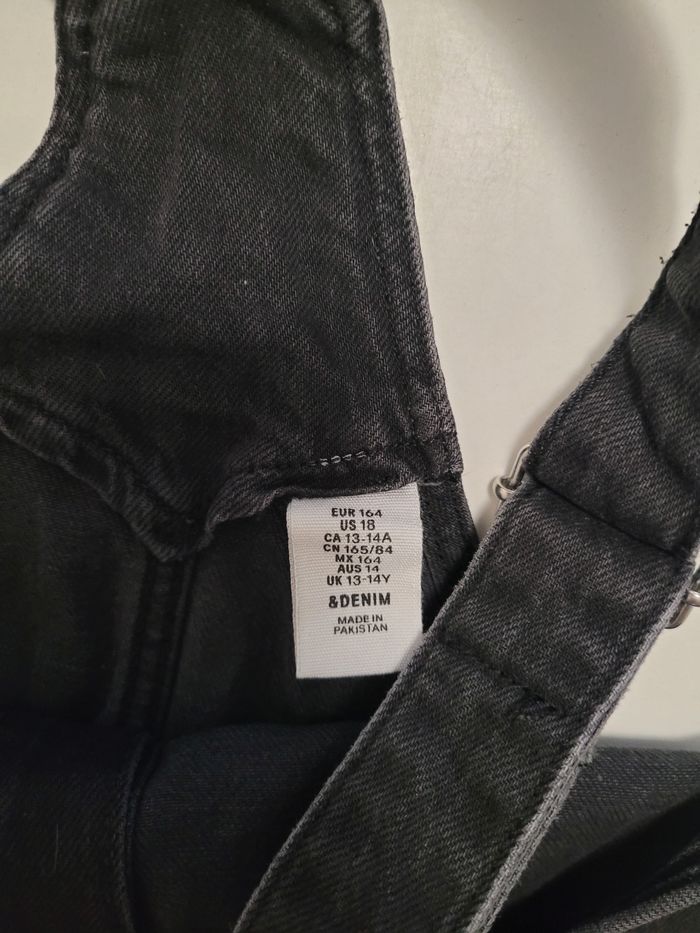 EUR 164
US 18
CA 13-14A
CN 165/84
MX 164
AUS 14
UK 13-14Y
&DENIM
MADE IN
PAKISTAN